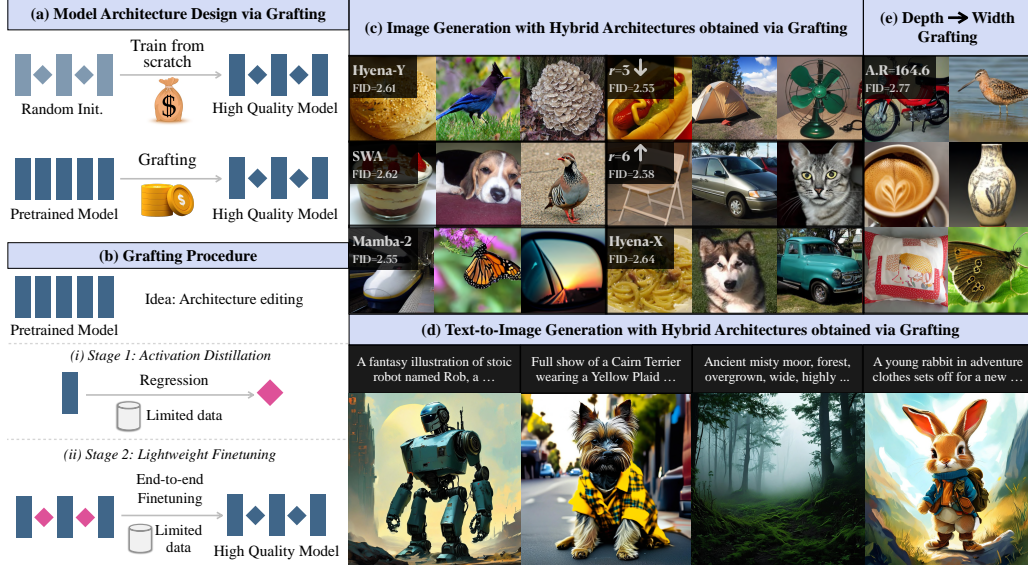 (a) Model Architecture Design via Grafting
Train from
scratch
$
Random Init.
High Quality Model
Grafting
$
Pretrained Model
High Quality Model
(b) Grafting Procedure
Idea: Architecture editing
Pretrained Model
(i) Stage 1: Activation Distillation
Regression
Limited data
(ii) Stage 2: Lightweight Finetuning
End-to-end
Finetuning
Limited
data
High Quality Model
(c) Image Generation with Hybrid Architectures obtained via Grafting
Hyena-Y
FID=2.61
r=3 ↓
FID=2.53
SWA
FID=2.62
r=6 ↑
FID=2.38
Mamba-2
FID=2.55
Hyena-X
FID=2.64
(d) Text-to-Image Generation with Hybrid Architectures obtained via Grafting
A fantasy illustration of stoic
robot named Rob, a …
Full show of a Cairn Terrier
wearing a Yellow Plaid …
Ancient misty moor, forest,
overgrown, wide, highly ...
A young rabbit in adventure
clothes sets off for a new …
(e) Depth → Width
Grafting
A.R=164.6
FID=2.77